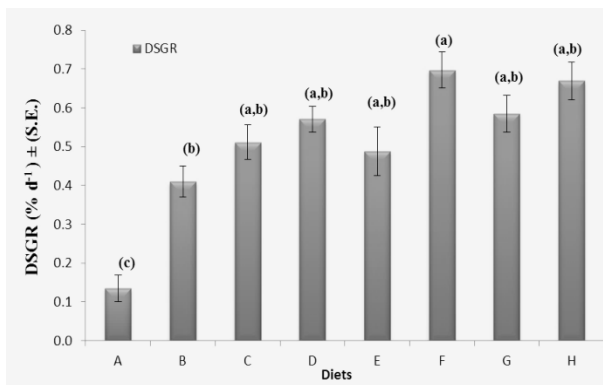 DSGR
DSGR (% d⁻¹) ± (S.E.)
0.8
0.7
0.6
0.5
0.4
0.3
0.2
0.1
0.0
(c)
(b)
(a,b)
(a,b)
(a,b)
(a)
(a,b)
(a,b)
A B C D E F G H
Diets